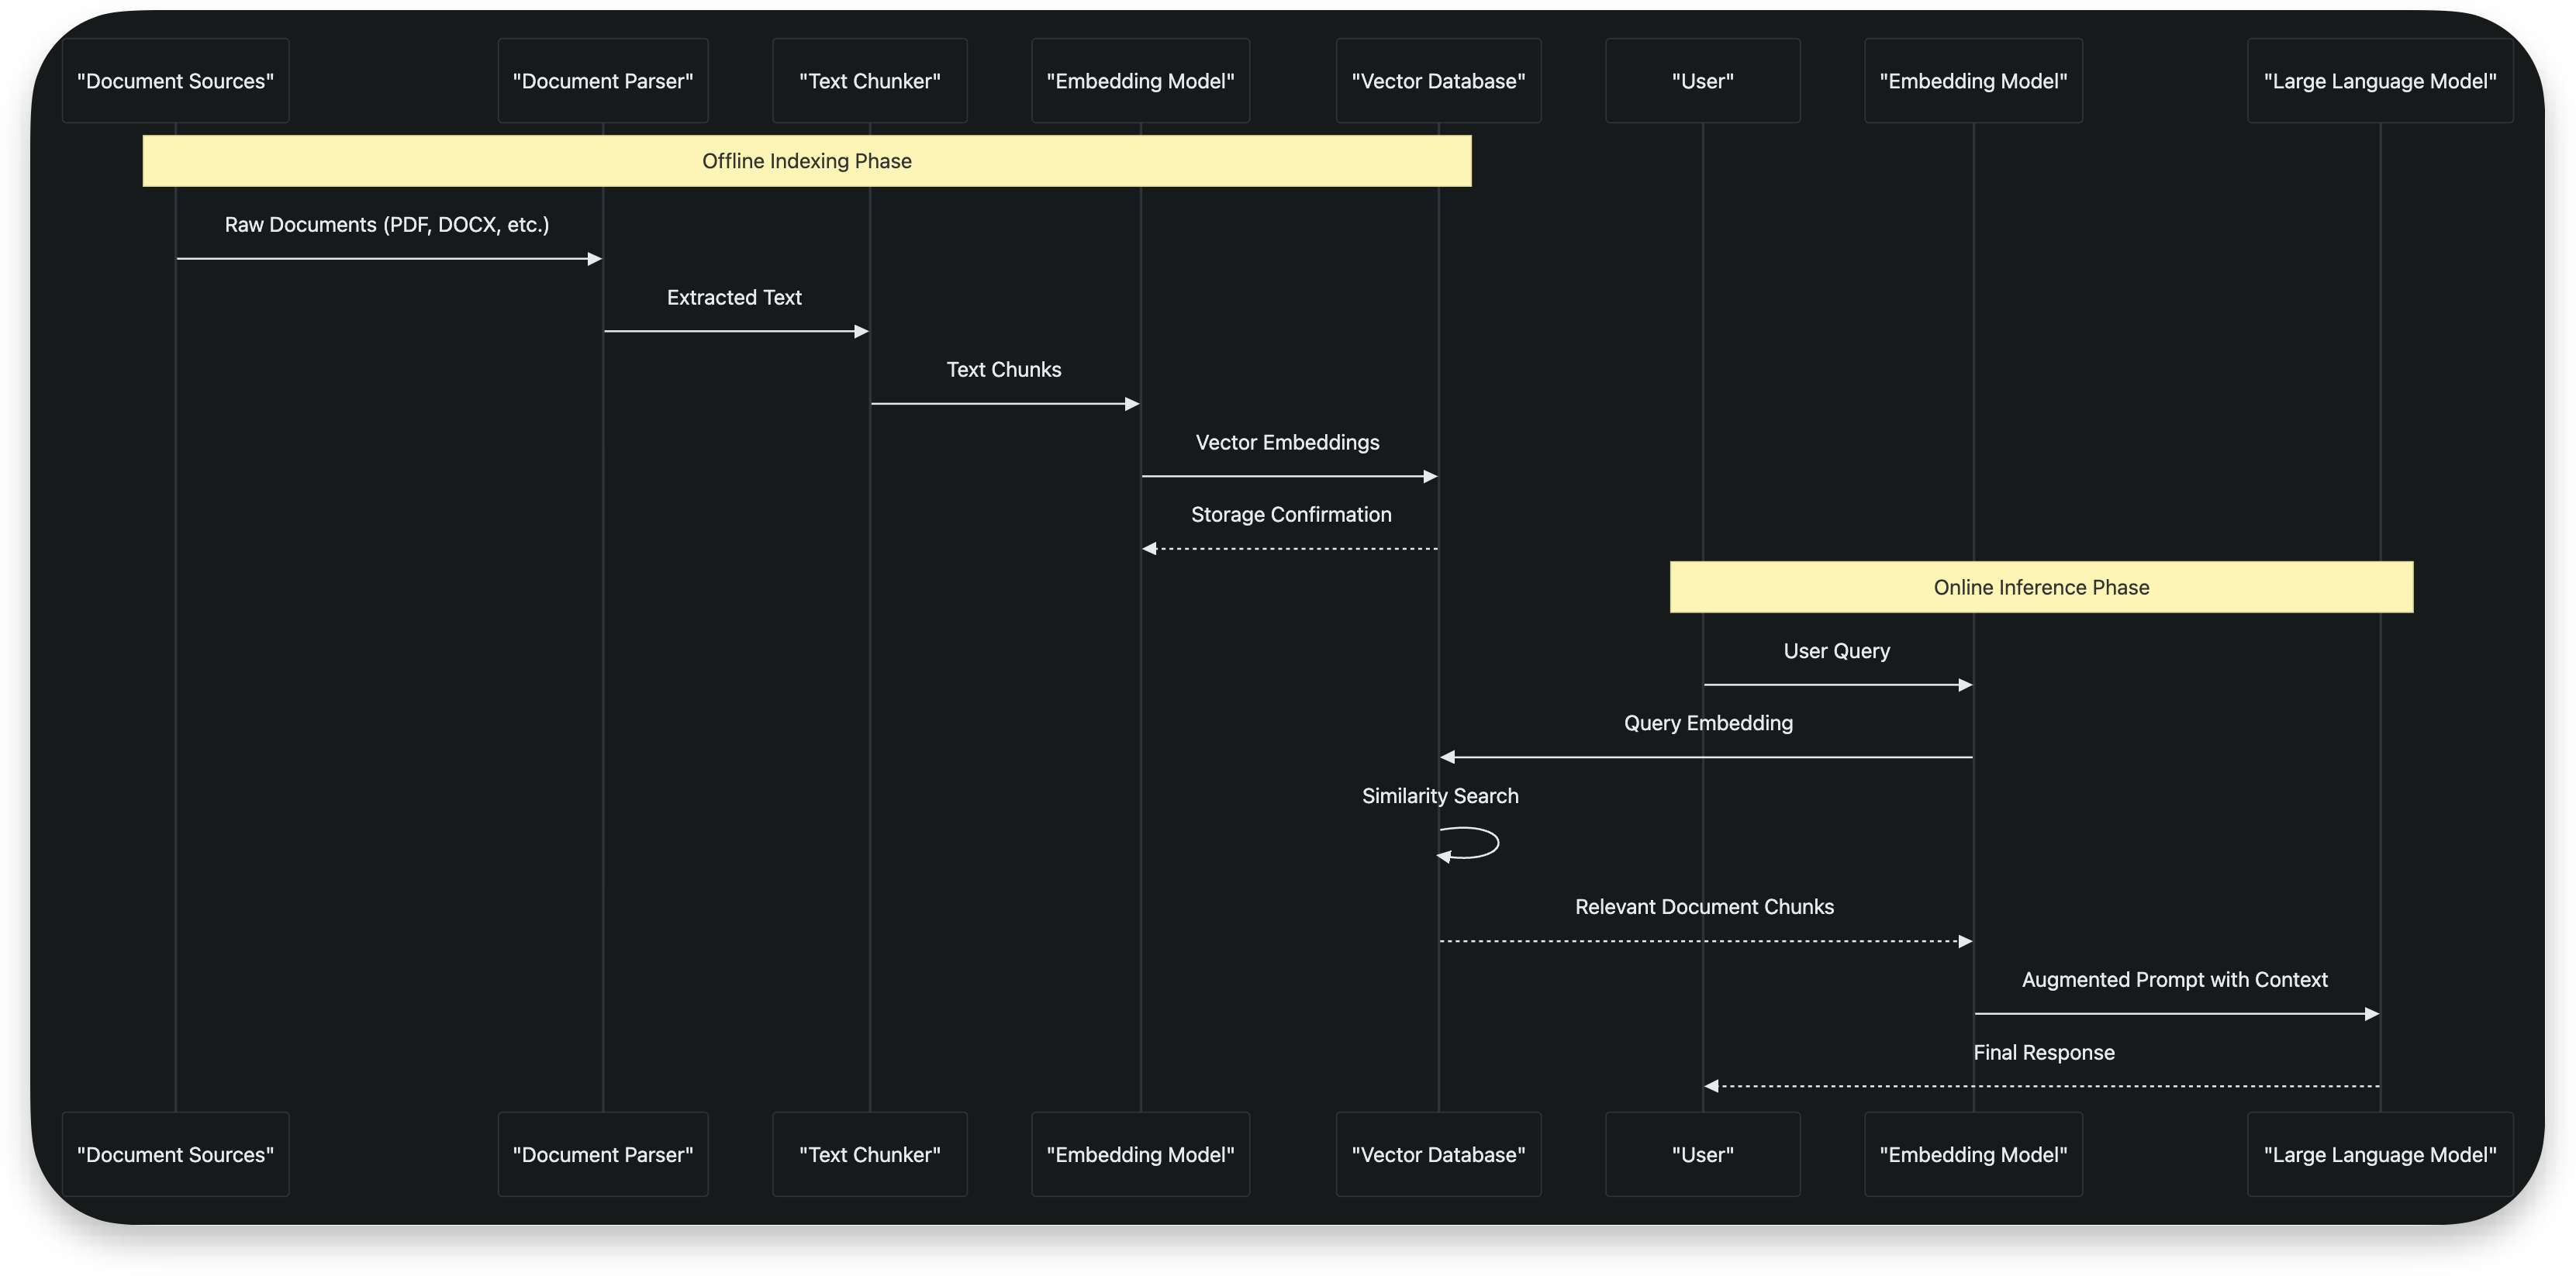 "Document Sources"
"Document Parser"
"Text Chunker"
"Embedding Model"
"Vector Database"
"User"
"Embedding Model"
"Large Language Model"
Offline Indexing Phase
Raw Documents (PDF, DOCX, etc.)
Extracted Text
Text Chunks
Vector Embeddings
Storage Confirmation
Online Inference Phase
User Query
Query Embedding
Similarity Search
Relevant Document Chunks
Augmented Prompt with Context
Final Response
"Document Sources"
"Document Parser"
"Text Chunker"
"Embedding Model"
"Vector Database"
"User"
"Embedding Model"
"Large Language Model"